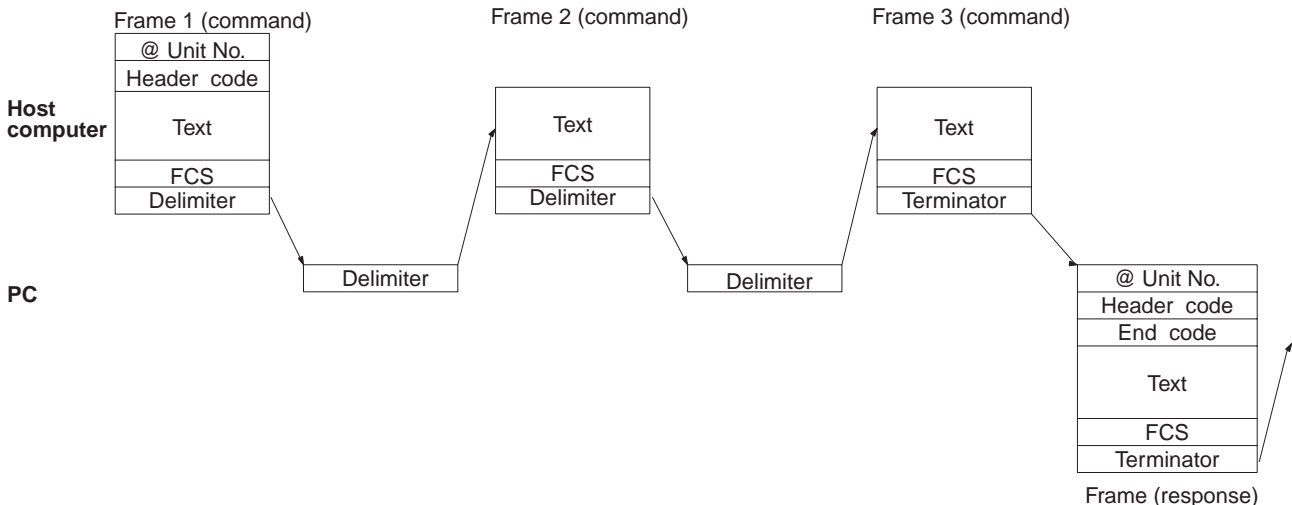 Frame 1 (command)
Frame 2 (command)
Frame 3 (command)
Host
computer
@ Unit No.
Header code
Text
FCS
Delimiter
Text
FCS
Delimiter
Text
FCS
Terminator
PC
Delimiter
Delimiter
@ Unit No.
Header code
End code
Text
FCS
Terminator
Frame (response)